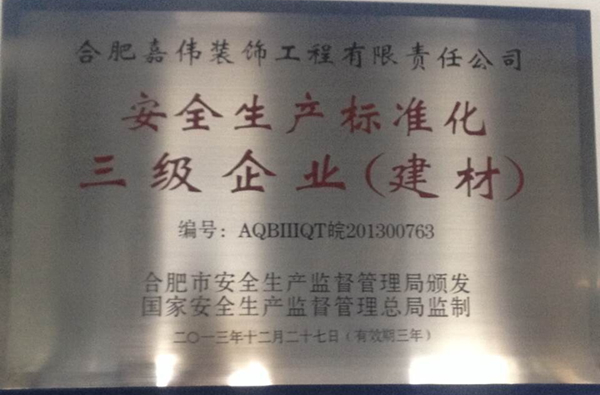 合肥嘉伟装饰工程有限责任公司
安全生产标准化
三级企业(建材)
编号：AQBIIIQT皖201300763
合肥市安全生产监督管理局颁发
国家安全生产监督管理总局监制
二〇一三年十二月二十七日(有效期三年)